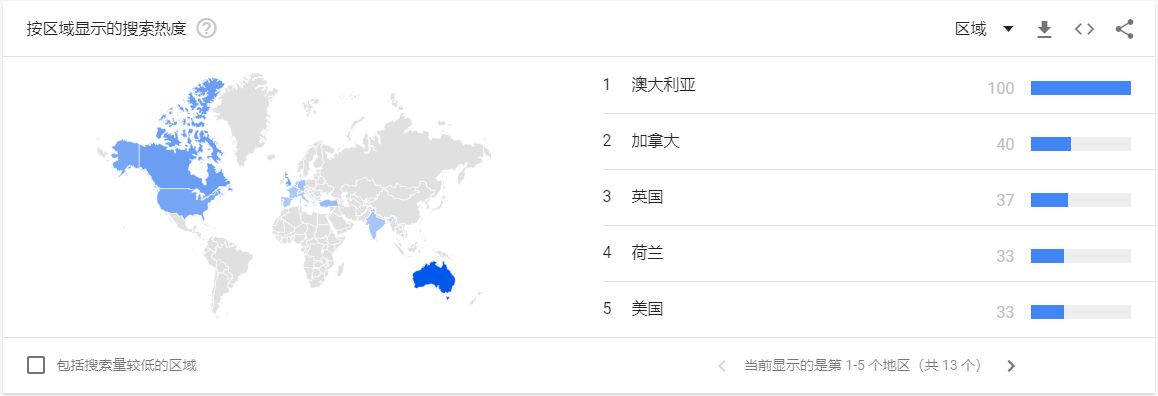 按区域显示的搜索热度
区域
1 澳大利亚 100
2 加拿大 40
3 英国 37
4 荷兰 33
5 美国 33
包括搜索量较低的区域
当前显示的是第 1-5 个地区（共 13 个）